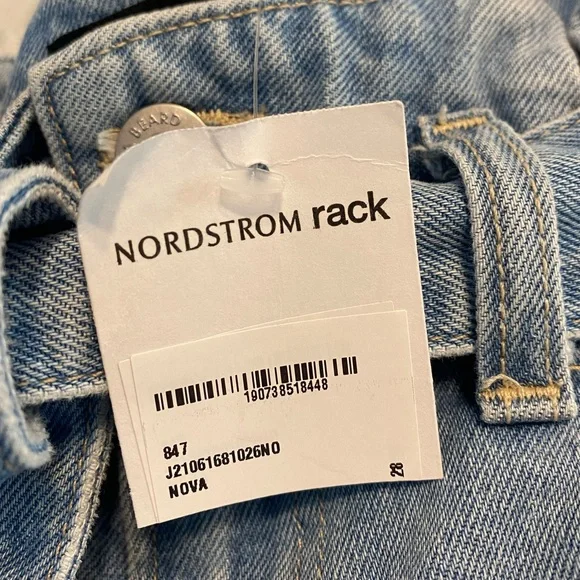 BEARD
NORDSTROM rack
190738518448
847
J21061681026NO
NOVA
28